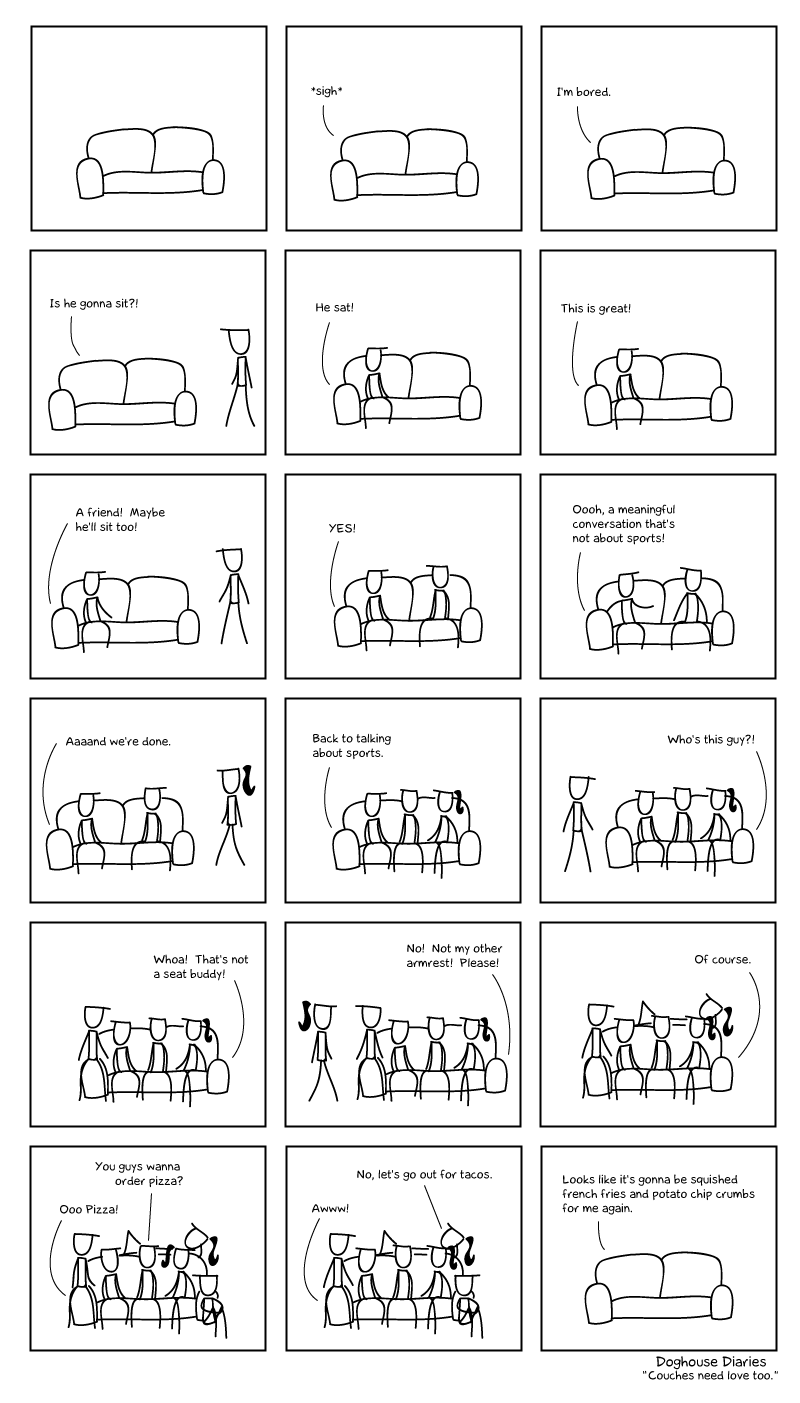 *sigh*
I'm bored.
Is he gonna sit?!
He sat!
This is great!
A friend!  Maybe
he'll sit too!
YES!
Oooh, a meaningful
conversation that's
not about sports!
Aaaand we're done.
Back to talking
about sports.
Who's this guy?!
Whoa!  That's not
a seat buddy!
No!  Not my other
armrest!  Please!
Of course.
You guys wanna
order pizza?
Ooo Pizza!
No, let's go out for tacos.
Awww!
Looks like it's gonna be squished
french fries and potato chip crumbs
for me again.
Doghouse Diaries
"Couches need love too."